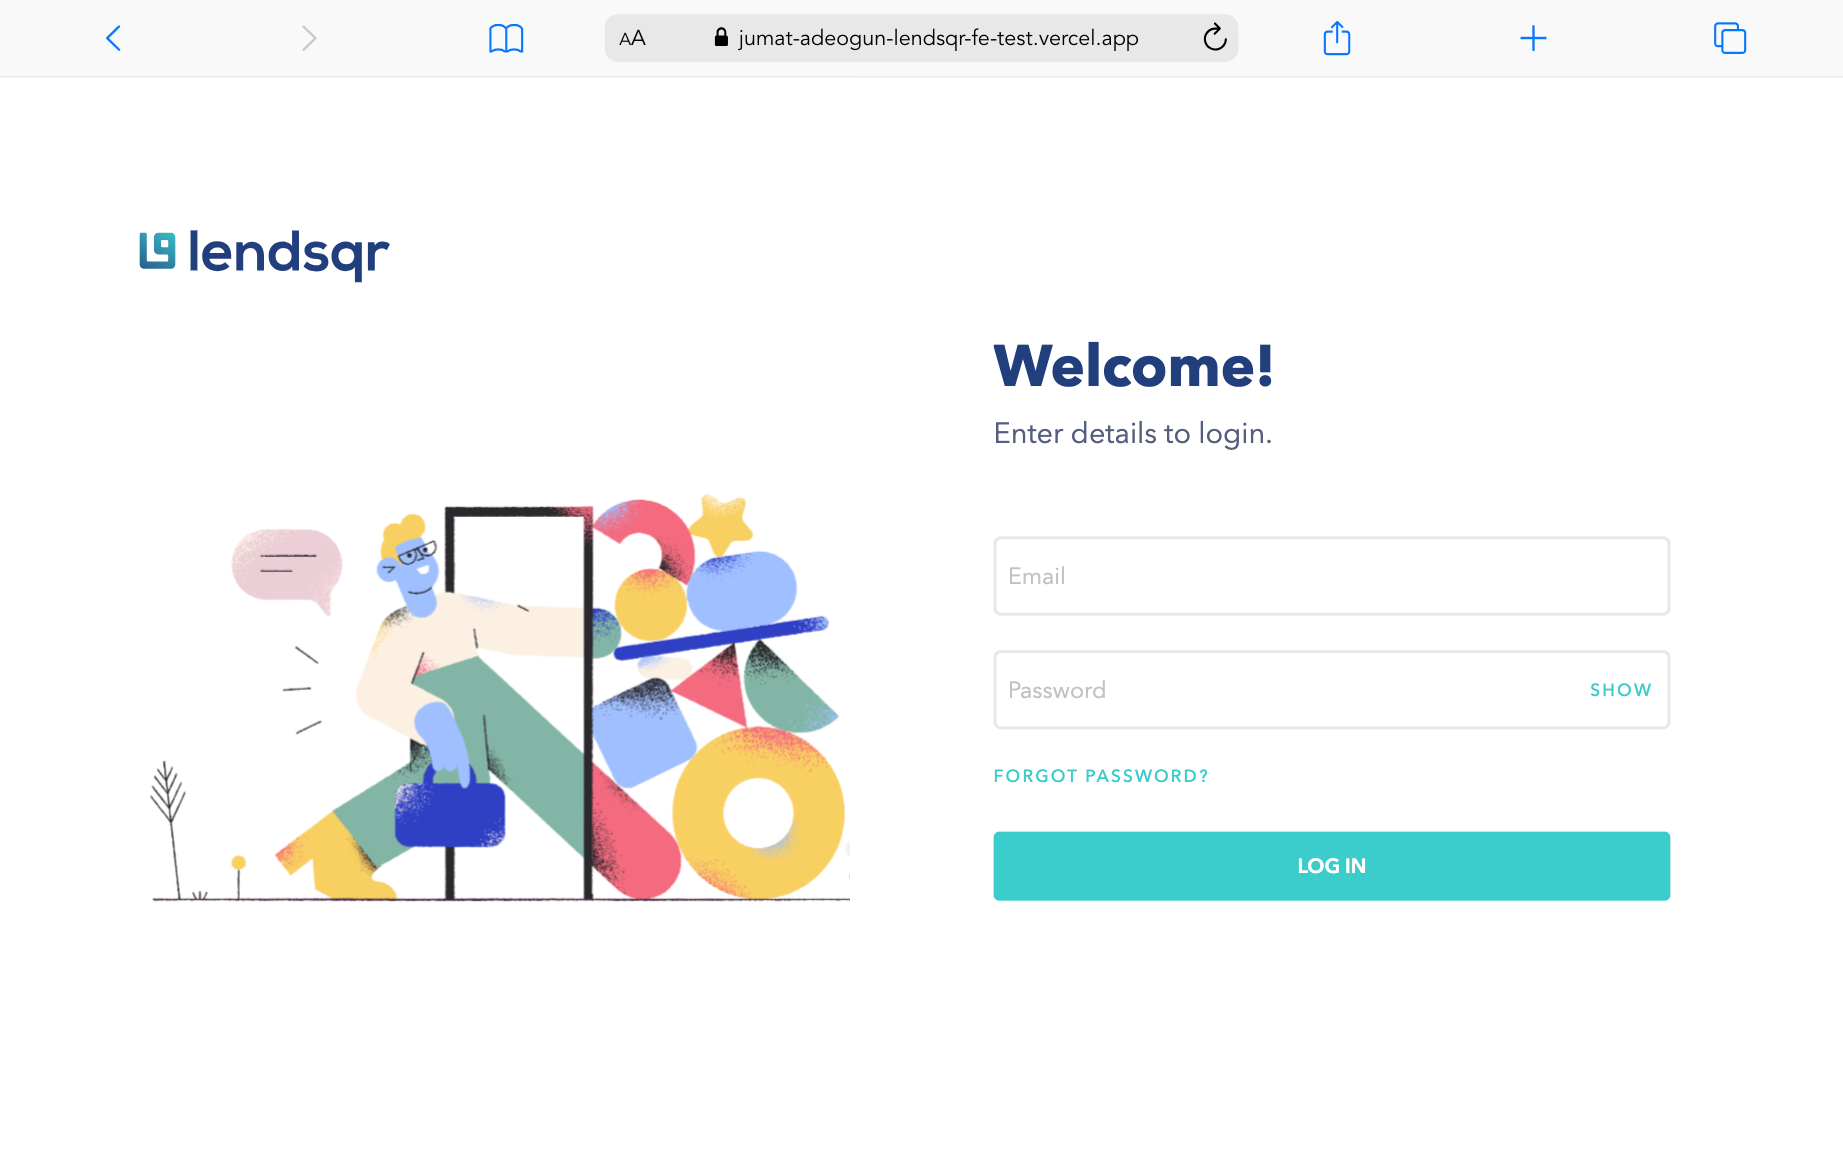 AA jumat-adeogun-lendsqr-fe-test.vercel.app
lendsqr
Welcome!
Enter details to login.
Email
Password SHOW
FORGOT PASSWORD?
LOG IN